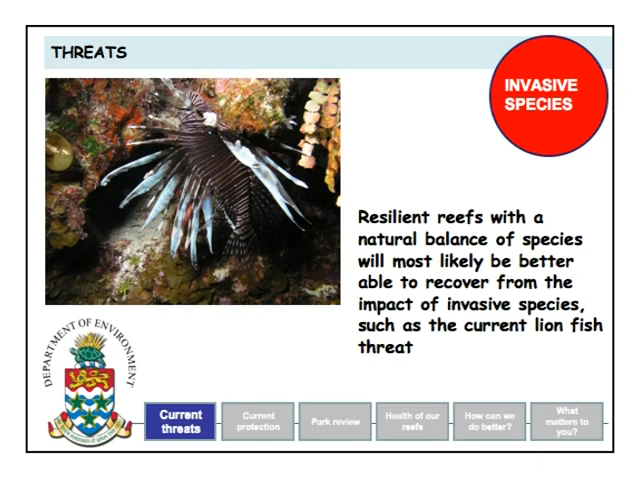 THREATS
INVASIVE
SPECIES
Resilient reefs with a
natural balance of species
will most likely be better
able to recover from the
impact of invasive species,
such as the current lion fish
threat
DEPARTMENT OF ENVIRONMENT
Current
threats
Current
protection
Park review
Health of our
reefs
How can we
do better?
What
matters to
you?